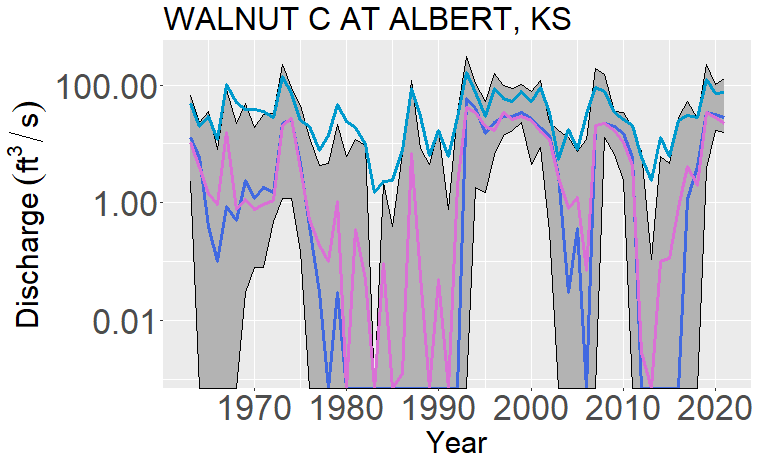 WALNUT C AT ALBERT, KS
Discharge (ft³/s)
100.00
1.00
0.01
1970 1980 1990 2000 2010 2020
Year